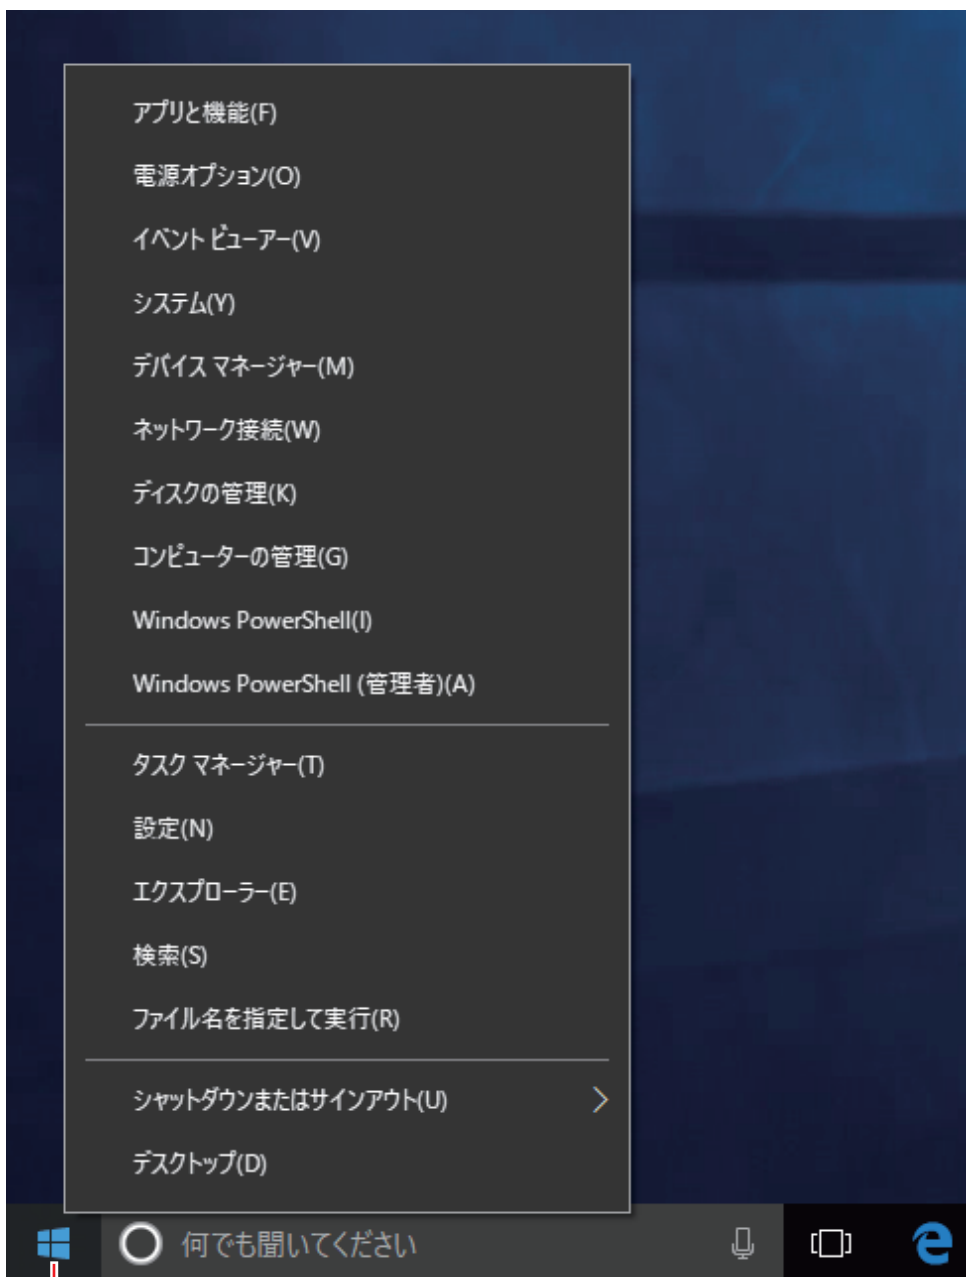 アプリと機能(F)
電源オプション(O)
イベント ビューアー(V)
システム(Y)
デバイス マネージャー(M)
ネットワーク接続(W)
ディスクの管理(K)
コンピューターの管理(G)
Windows PowerShell(I)
Windows PowerShell (管理者)(A)
タスク マネージャー(T)
設定(N)
エクスプローラー(E)
検索(S)
ファイル名を指定して実行(R)
シャットダウンまたはサインアウト(U)
デスクトップ(D)
何でも聞いてください